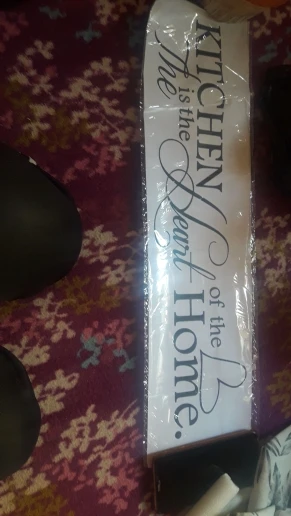 The KITCHEN
is the Heart of the
Home.